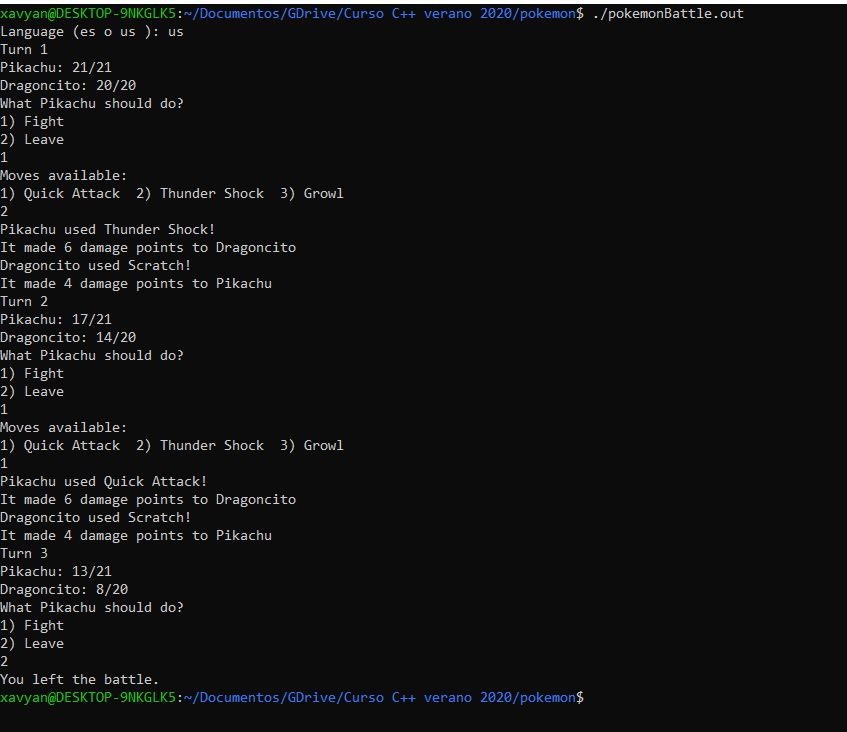 xavyan@DESKTOP-9NKGLK5:~/Documentos/GDrive/Curso C++ verano 2020/pokemon$ ./pokemonBattle.out
Language (es o us ): us
Turn 1
Pikachu: 21/21
Dragoncito: 20/20
What Pikachu should do?
1) Fight
2) Leave
1
Moves available:
1) Quick Attack  2) Thunder Shock  3) Growl
2
Pikachu used Thunder Shock!
It made 6 damage points to Dragoncito
Dragoncito used Scratch!
It made 4 damage points to Pikachu
Turn 2
Pikachu: 17/21
Dragoncito: 14/20
What Pikachu should do?
1) Fight
2) Leave
1
Moves available:
1) Quick Attack  2) Thunder Shock  3) Growl
1
Pikachu used Quick Attack!
It made 6 damage points to Dragoncito
Dragoncito used Scratch!
It made 4 damage points to Pikachu
Turn 3
Pikachu: 13/21
Dragoncito: 8/20
What Pikachu should do?
1) Fight
2) Leave
2
You left the battle.
xavyan@DESKTOP-9NKGLK5:~/Documentos/GDrive/Curso C++ verano 2020/pokemon$